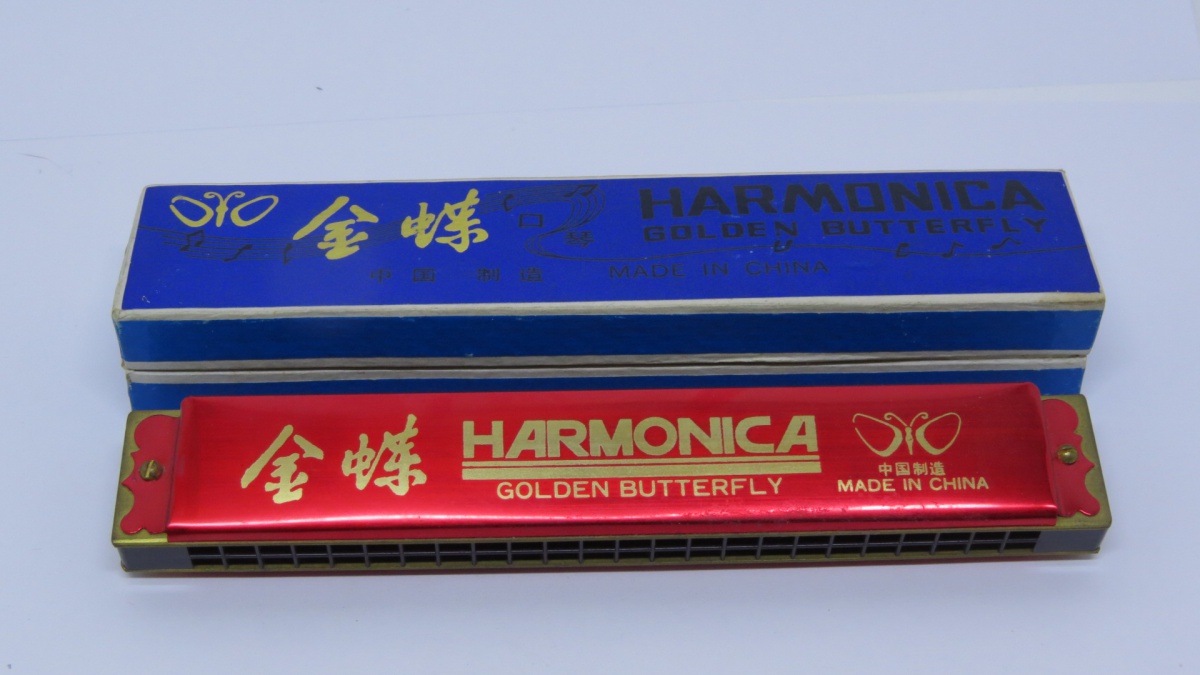 金蝶 口琴 HARMONICA
GOLDEN BUTTERFLY
中国 制造 MADE IN CHINA
金蝶 HARMONICA
GOLDEN BUTTERFLY
中国制造
MADE IN CHINA